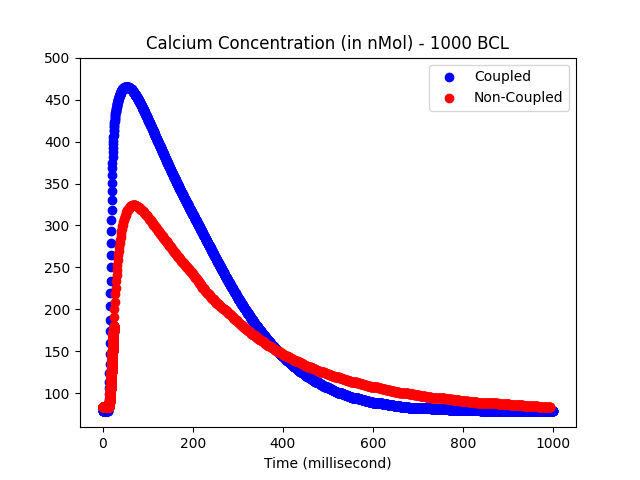 Calcium Concentration (in nMol) - 1000 BCL
500
450
400
350
300
250
200
150
100
Coupled
Non-Coupled
0 200 400 600 800 1000
Time (millisecond)